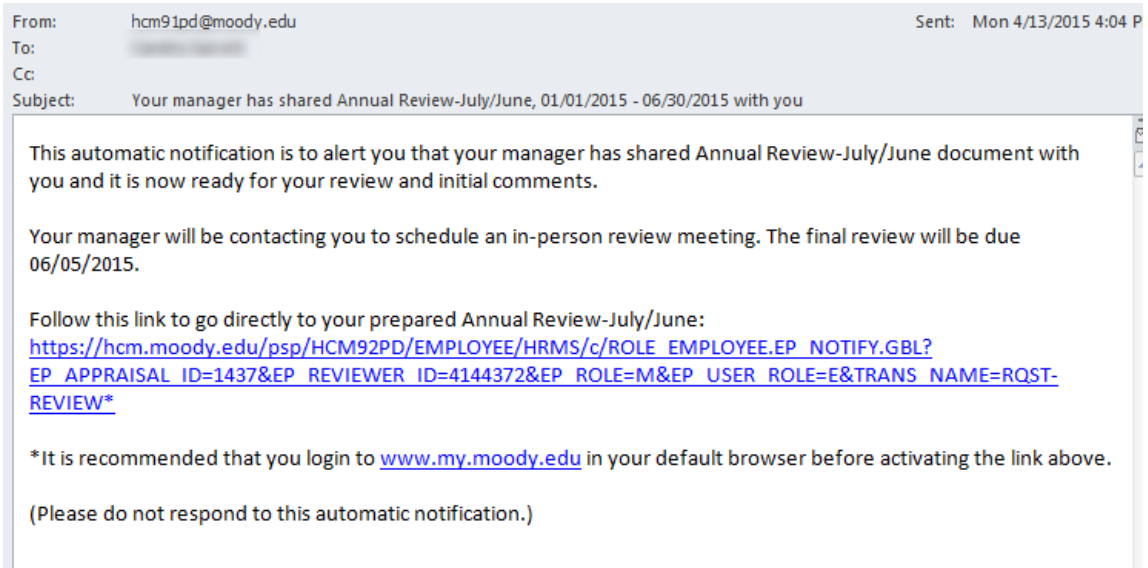 From: hcm91pd@moody.edu Sent: Mon 4/13/2015 4:04 P
To:
Cc:
Subject: Your manager has shared Annual Review-July/June, 01/01/2015 - 06/30/2015 with you
This automatic notification is to alert you that your manager has shared Annual Review-July/June document with
you and it is now ready for your review and initial comments.
Your manager will be contacting you to schedule an in-person review meeting. The final review will be due
06/05/2015.
Follow this link to go directly to your prepared Annual Review-July/June:
https://hcm.moody.edu/psp/HCM92PD/EMPLOYEE/HRMS/c/ROLE_EMPLOYEE.EP_NOTIFY.GBL?
EP_APPRAISAL_ID=1437&EP_REVIEWER_ID=4144372&EP_ROLE=M&EP_USER_ROLE=E&TRANS_NAME=RQST-
REVIEW*
*It is recommended that you login to www.my.moody.edu in your default browser before activating the link above.
(Please do not respond to this automatic notification.)